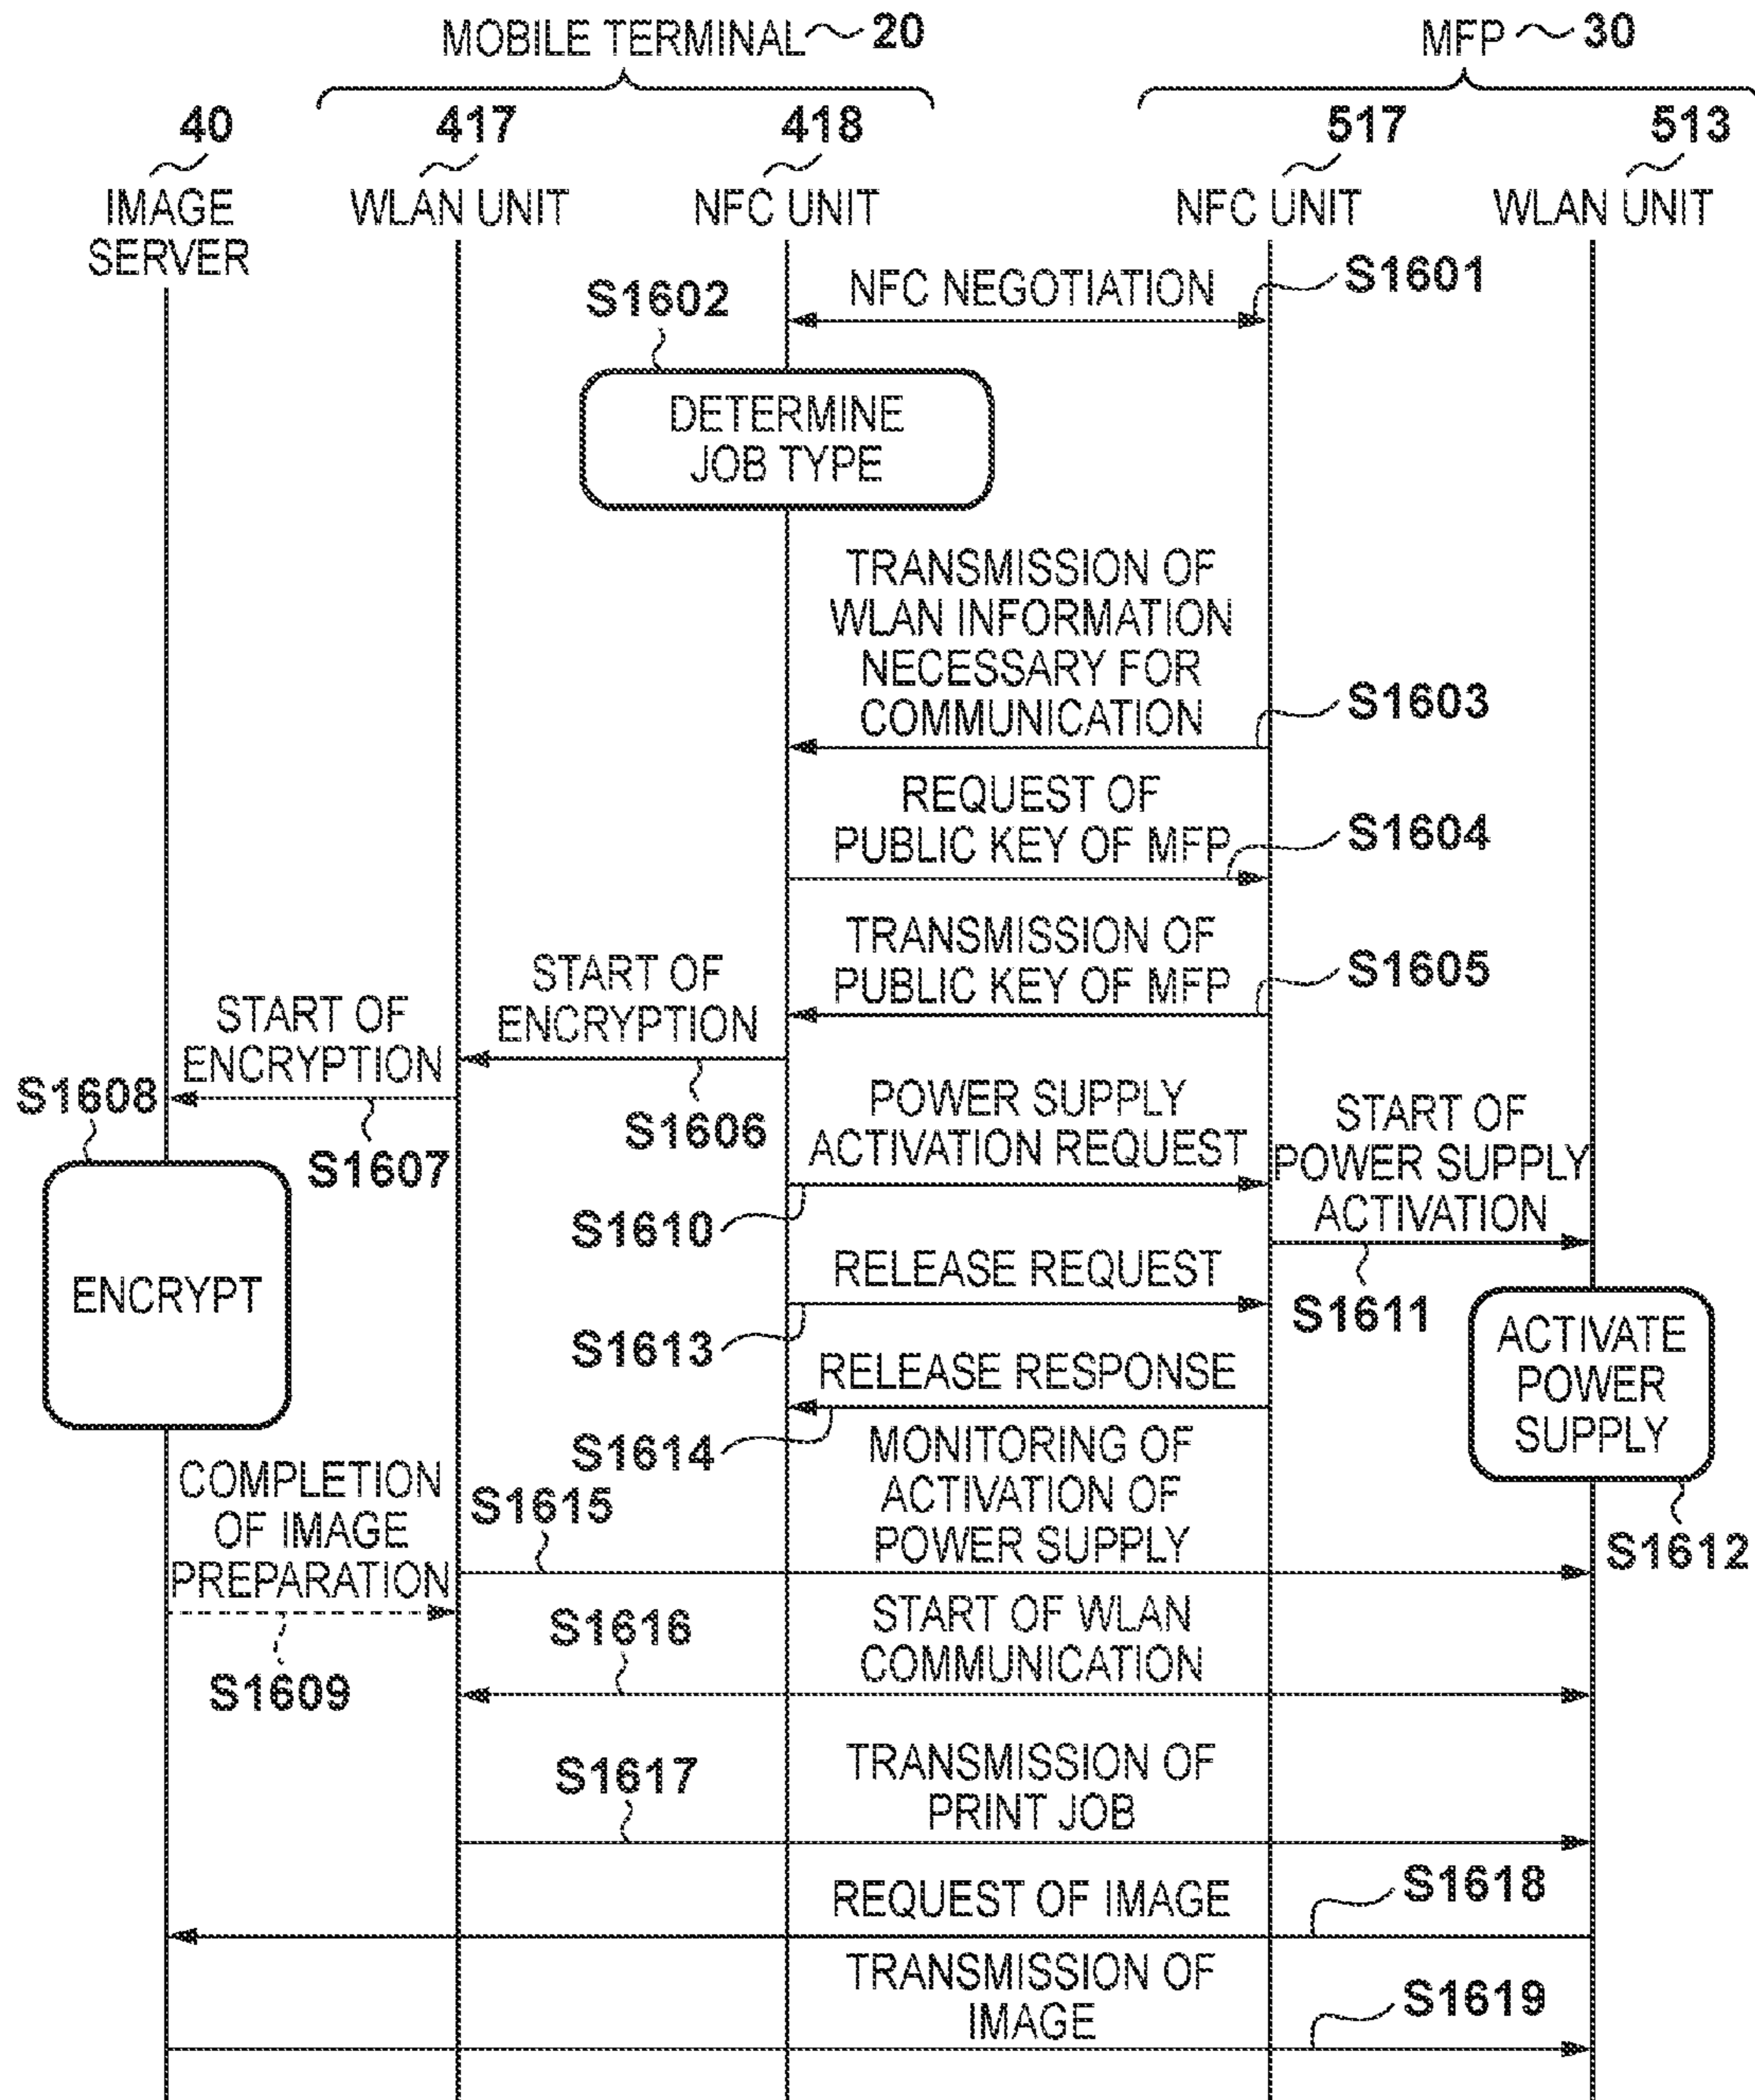 MOBILE TERMINAL 20
MFP 30
40
417
418
517
513
IMAGE
SERVER
WLAN UNIT
NFC UNIT
NFC UNIT
WLAN UNIT
NFC NEGOTIATION
S1601
S1602
DETERMINE
JOB TYPE
TRANSMISSION OF
WLAN INFORMATION
NECESSARY FOR
COMMUNICATION
S1603
REQUEST OF
PUBLIC KEY OF MFP
S1604
TRANSMISSION OF
PUBLIC KEY OF MFP
S1605
START OF
ENCRYPTION
S1606
START OF
ENCRYPTION
S1607
S1608
ENCRYPT
POWER SUPPLY
ACTIVATION REQUEST
S1610
START OF
POWER SUPPLY
ACTIVATION
S1611
RELEASE REQUEST
S1613
ACTIVATE
POWER
SUPPLY
S1612
RELEASE RESPONSE
S1614
MONITORING OF
ACTIVATION OF
POWER SUPPLY
S1615
COMPLETION
OF IMAGE
PREPARATION
S1609
START OF WLAN
COMMUNICATION
S1616
TRANSMISSION OF
PRINT JOB
S1617
REQUEST OF IMAGE
S1618
TRANSMISSION OF
IMAGE
S1619